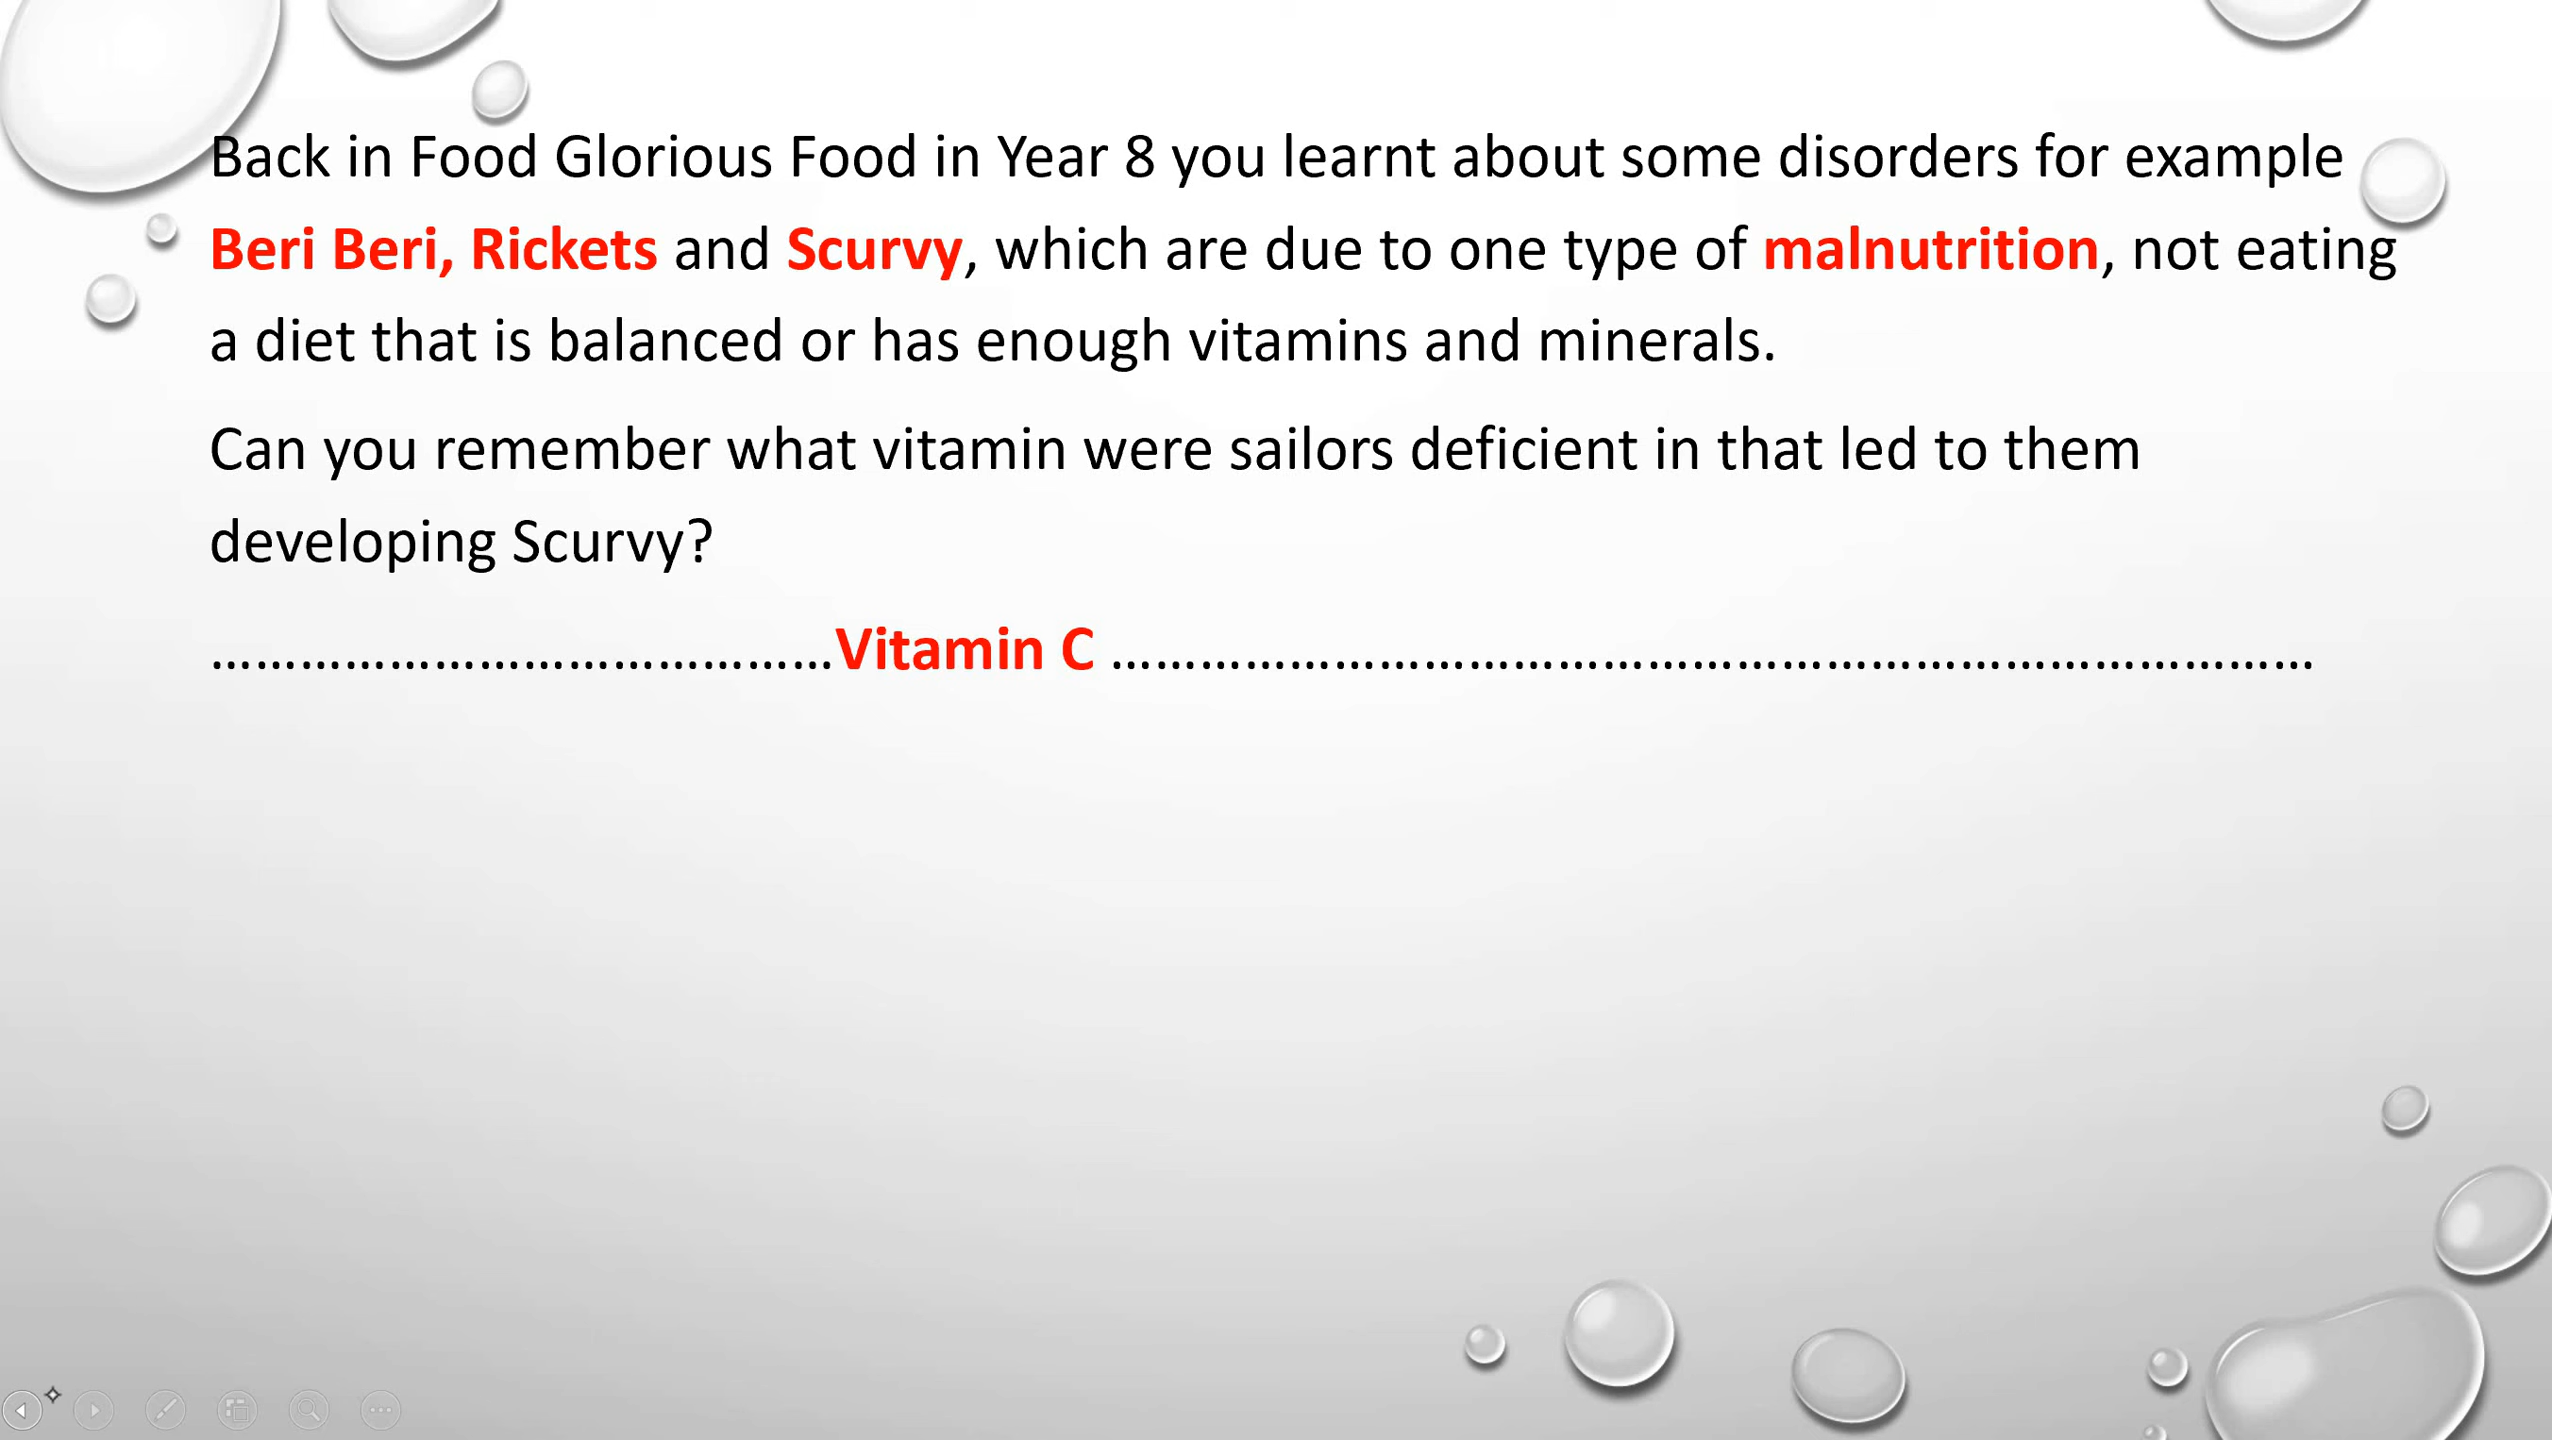 Back in Food Glorious Food in Year 8 you learnt about some disorders for example
Beri Beri, Rickets and Scurvy, which are due to one type of malnutrition, not eating
a diet that is balanced or has enough vitamins and minerals.
Can you remember what vitamin were sailors deficient in that led to them
developing Scurvy?
……………………………………Vitamin C ………………………………………………………………………